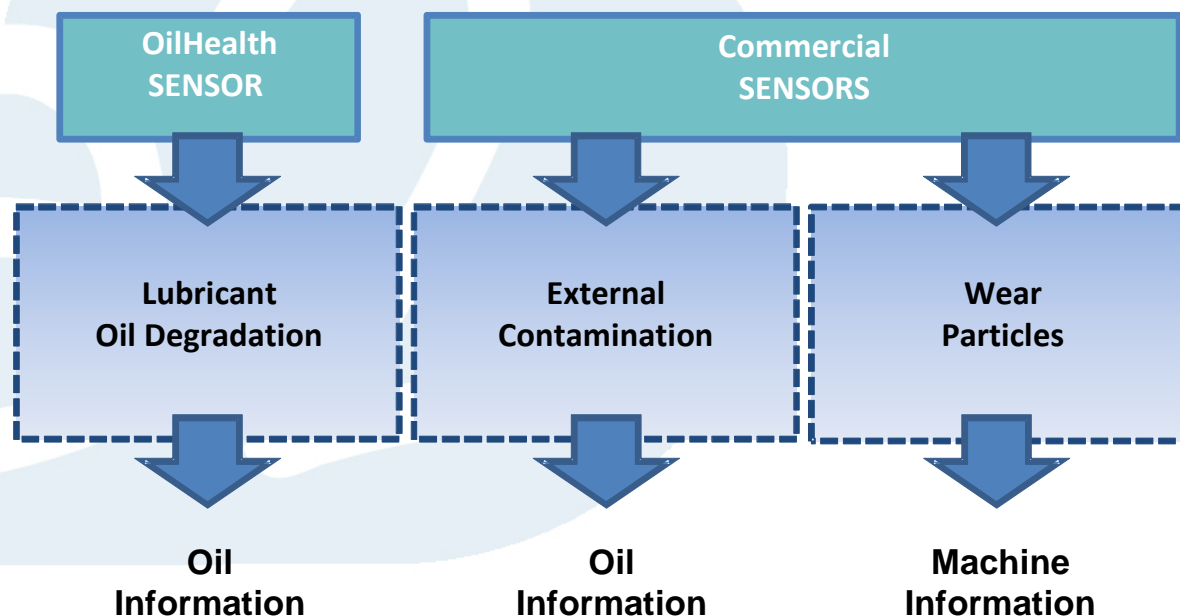 OilHealth
SENSOR
Commercial
SENSORS
Lubricant
Oil Degradation
External
Contamination
Wear
Particles
Oil
Information
Oil
Information
Machine
Information